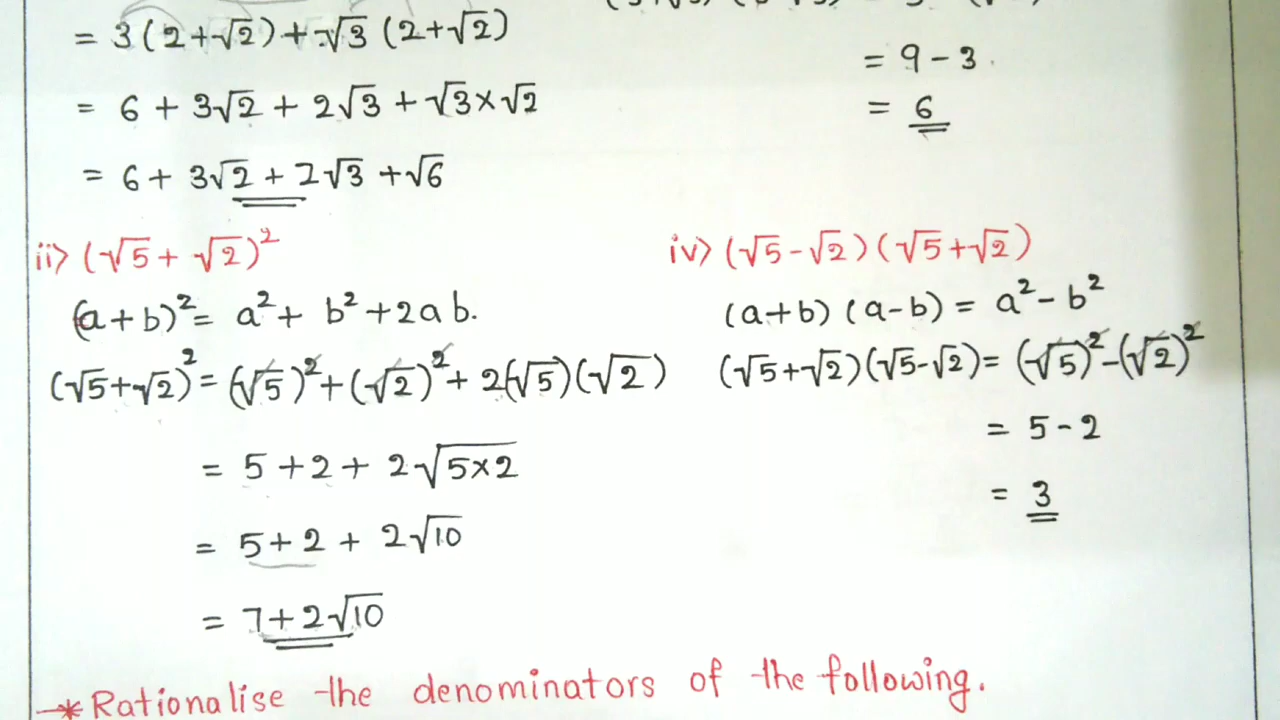 = 3(2+√2)+√3(2+√2)
= 6 + 3√2 + 2√3 + √3×√2
= 6 + 3√2 + 2√3 +√6
ii> (√5 + √2)²
(a+b)² = a² + b² + 2ab.
(√5+√2)² = (√5)² + (√2)² + 2(√5)(√2)
= 5 + 2 + 2√5×2
= 5+2 + 2√10
= 7+2√10
= 9 - 3
= 6
iv> (√5-√2)(√5+√2)
(a+b)(a-b) = a² - b²
(√5+√2)(√5-√2) = (√5)² - (√2)²
= 5 - 2
= 3
→* Rationalise the denominators of the following.